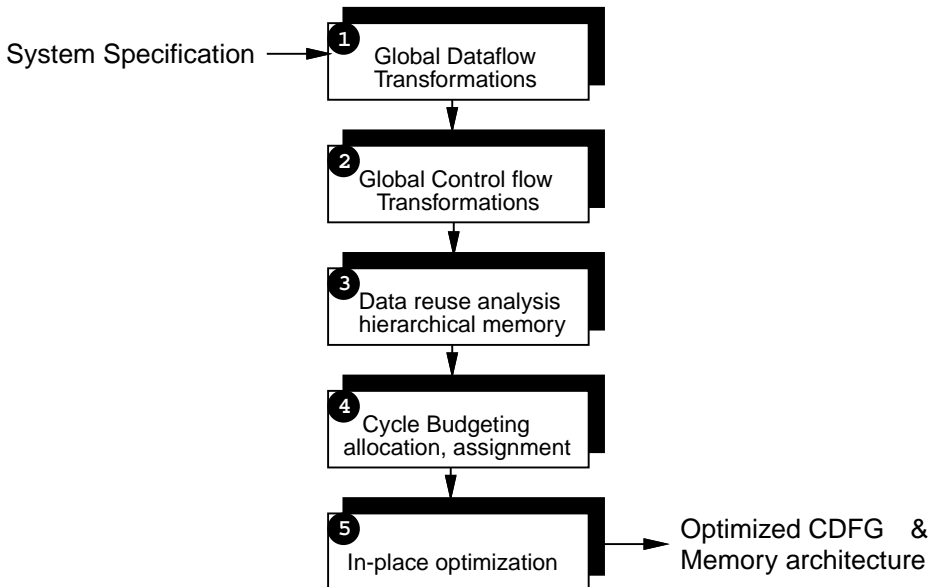 System Specification
1
Global Dataflow
Transformations
2
Global Control flow
Transformations
3
Data reuse analysis
hierarchical memory
4
Cycle Budgeting
allocation, assignment
5
In-place optimization
Optimized CDFG &
Memory architecture